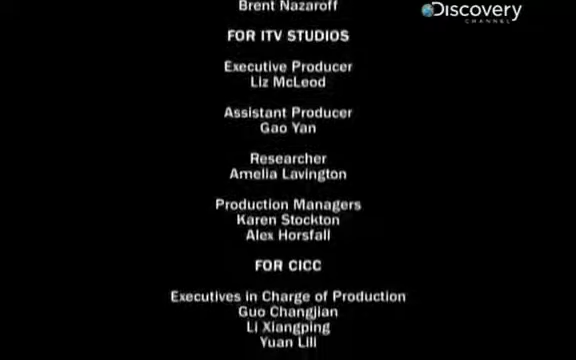 Brent Nazaroff
Discovery
CHANNEL
FOR ITV STUDIOS
Executive Producer
Liz McLeod
Assistant Producer
Gao Yan
Researcher
Amelia Lavington
Production Managers
Karen Stockton
Alex Horsfall
FOR CICC
Executives in Charge of Production
Guo Changjian
Li Xiangping
Yuan Lili